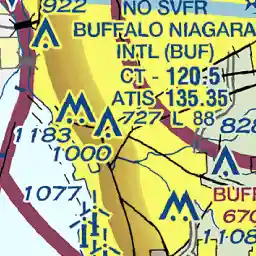 922
NO SVFR
BUFFALO NIAGARA
INTL (BUF)
CT - 120.5
ATIS 135.35
727 L 88
1183
828
1000
1077
BUFF
670
1108